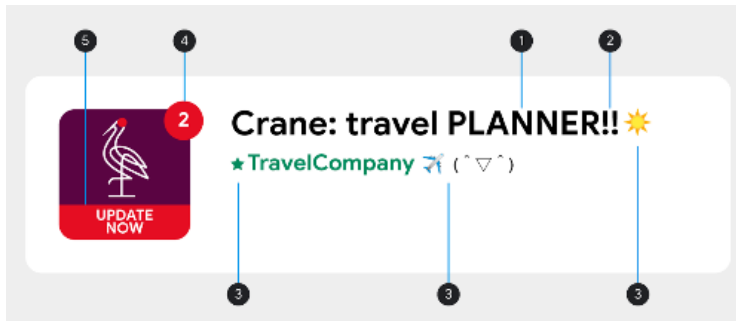 5 4 1 2
2
Crane: travel PLANNER!!☀️
★TravelCompany ✈️ (＾▽＾)
UPDATE
NOW
3 3 3